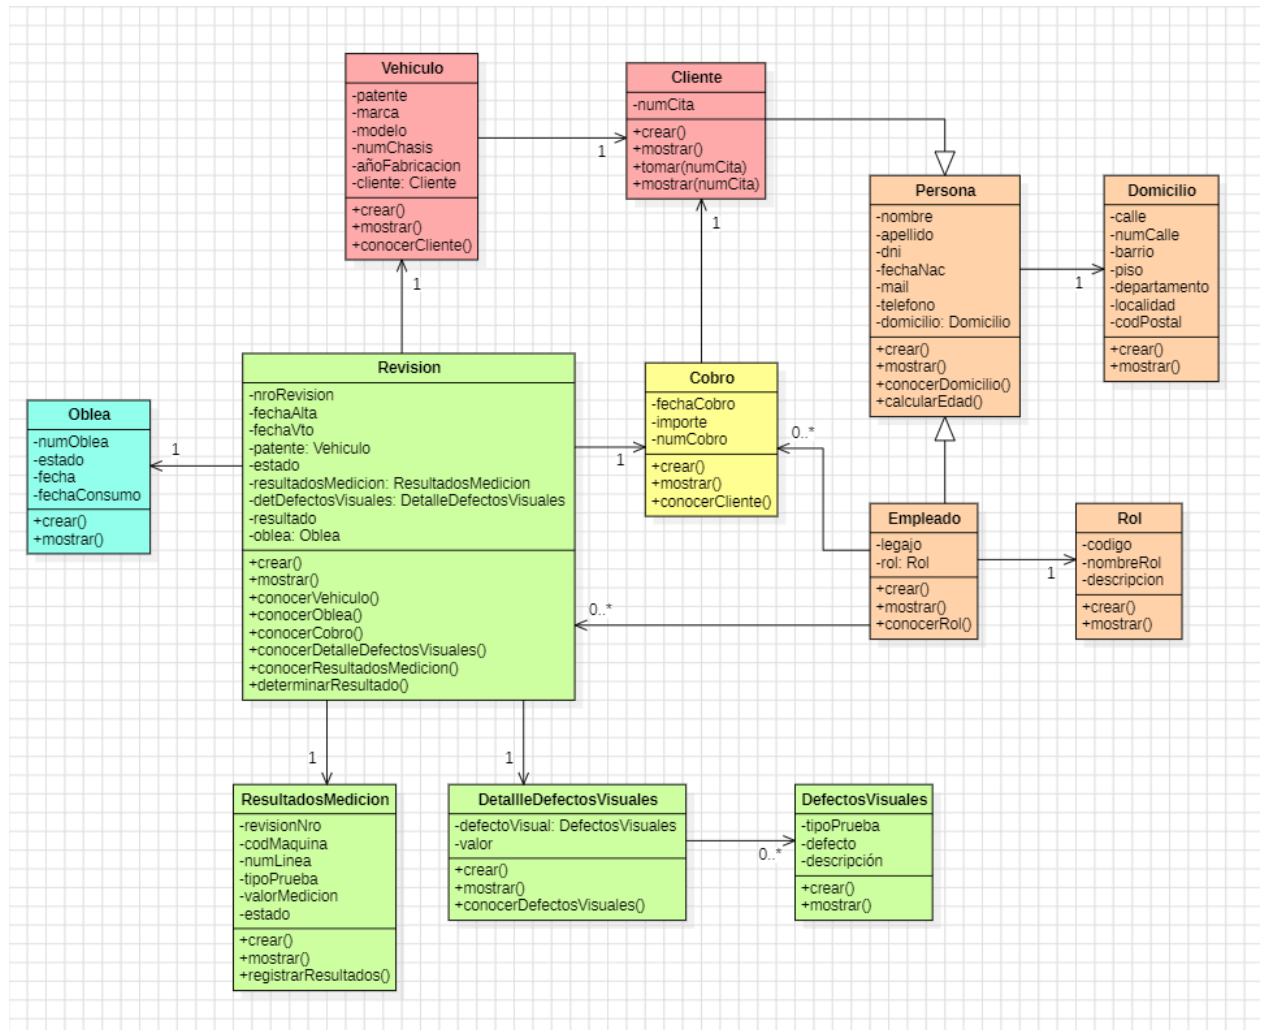 Vehiculo
-patente
-marca
-modelo
-numChasis
-añoFabricacion
-cliente: Cliente
+crear()
+mostrar()
+conocerCliente()
1
Cliente
-numCita
+crear()
+mostrar()
+tomar(numCita)
+mostrar(numCita)
1
1
Persona
-nombre
-apellido
-dni
-fechaNac
-mail
-telefono
-domicilio: Domicilio
+crear()
+mostrar()
+conocerDomicilio()
+calcularEdad()
1
Domicilio
-calle
-numCalle
-barrio
-piso
-departamento
-localidad
-codPostal
+crear()
+mostrar()
Oblea
-numOblea
-estado
-fecha
-fechaConsumo
+crear()
+mostrar()
1
Revision
-nroRevision
-fechaAlta
-fechaVto
-patente: Vehiculo
-estado
-resultadosMedicion: ResultadosMedicion
-detDefectosVisuales: DetalleDefectosVisuales
-resultado
-oblea: Oblea
+crear()
+mostrar()
+conocerVehiculo()
+conocerOblea()
+conocerCobro()
+conocerDetalleDefectosVisuales()
+conocerResultadosMedicion()
+determinarResultado()
1
Cobro
-fechaCobro
-importe
-numCobro
+crear()
+mostrar()
+conocerCliente()
0..*
0..*
Empleado
-legajo
-rol: Rol
+crear()
+mostrar()
+conocerRol()
1
Rol
-codigo
-nombreRol
-descripcion
+crear()
+mostrar()
1
1
ResultadosMedicion
-revisionNro
-codMaquina
-numLinea
-tipoPrueba
-valorMedicion
-estado
+crear()
+mostrar()
+registrarResultados()
DetallleDefectosVisuales
-defectoVisual: DefectosVisuales
-valor
+crear()
+mostrar()
+conocerDefectosVisuales()
0..*
DefectosVisuales
-tipoPrueba
-defecto
-descripción
+crear()
+mostrar()